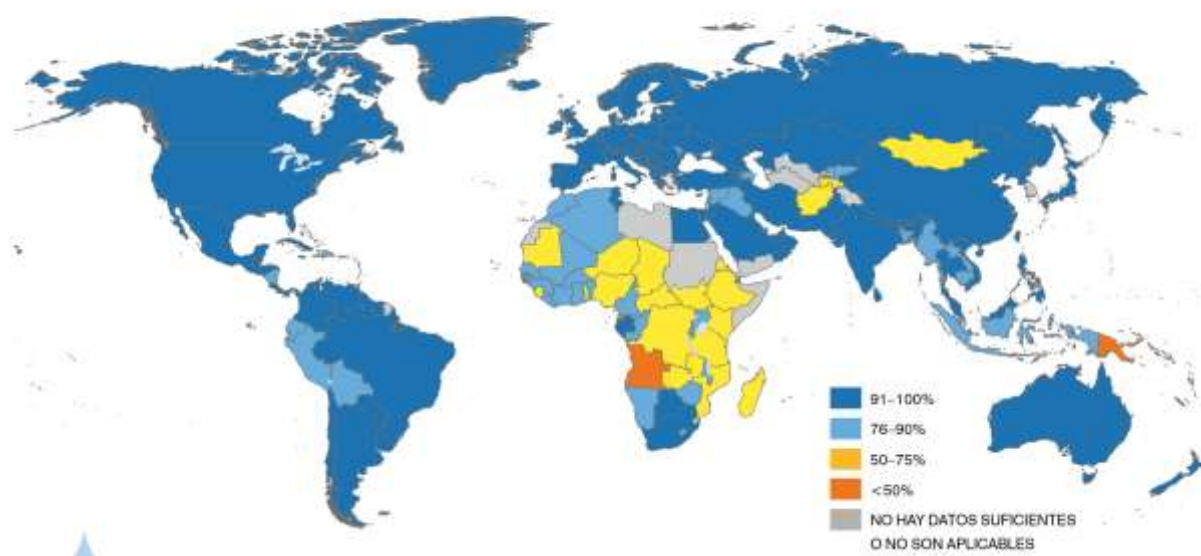 91-100%
76-90%
50-75%
<50%
NO HAY DATOS SUFICIENTES
O NO SON APLICABLES